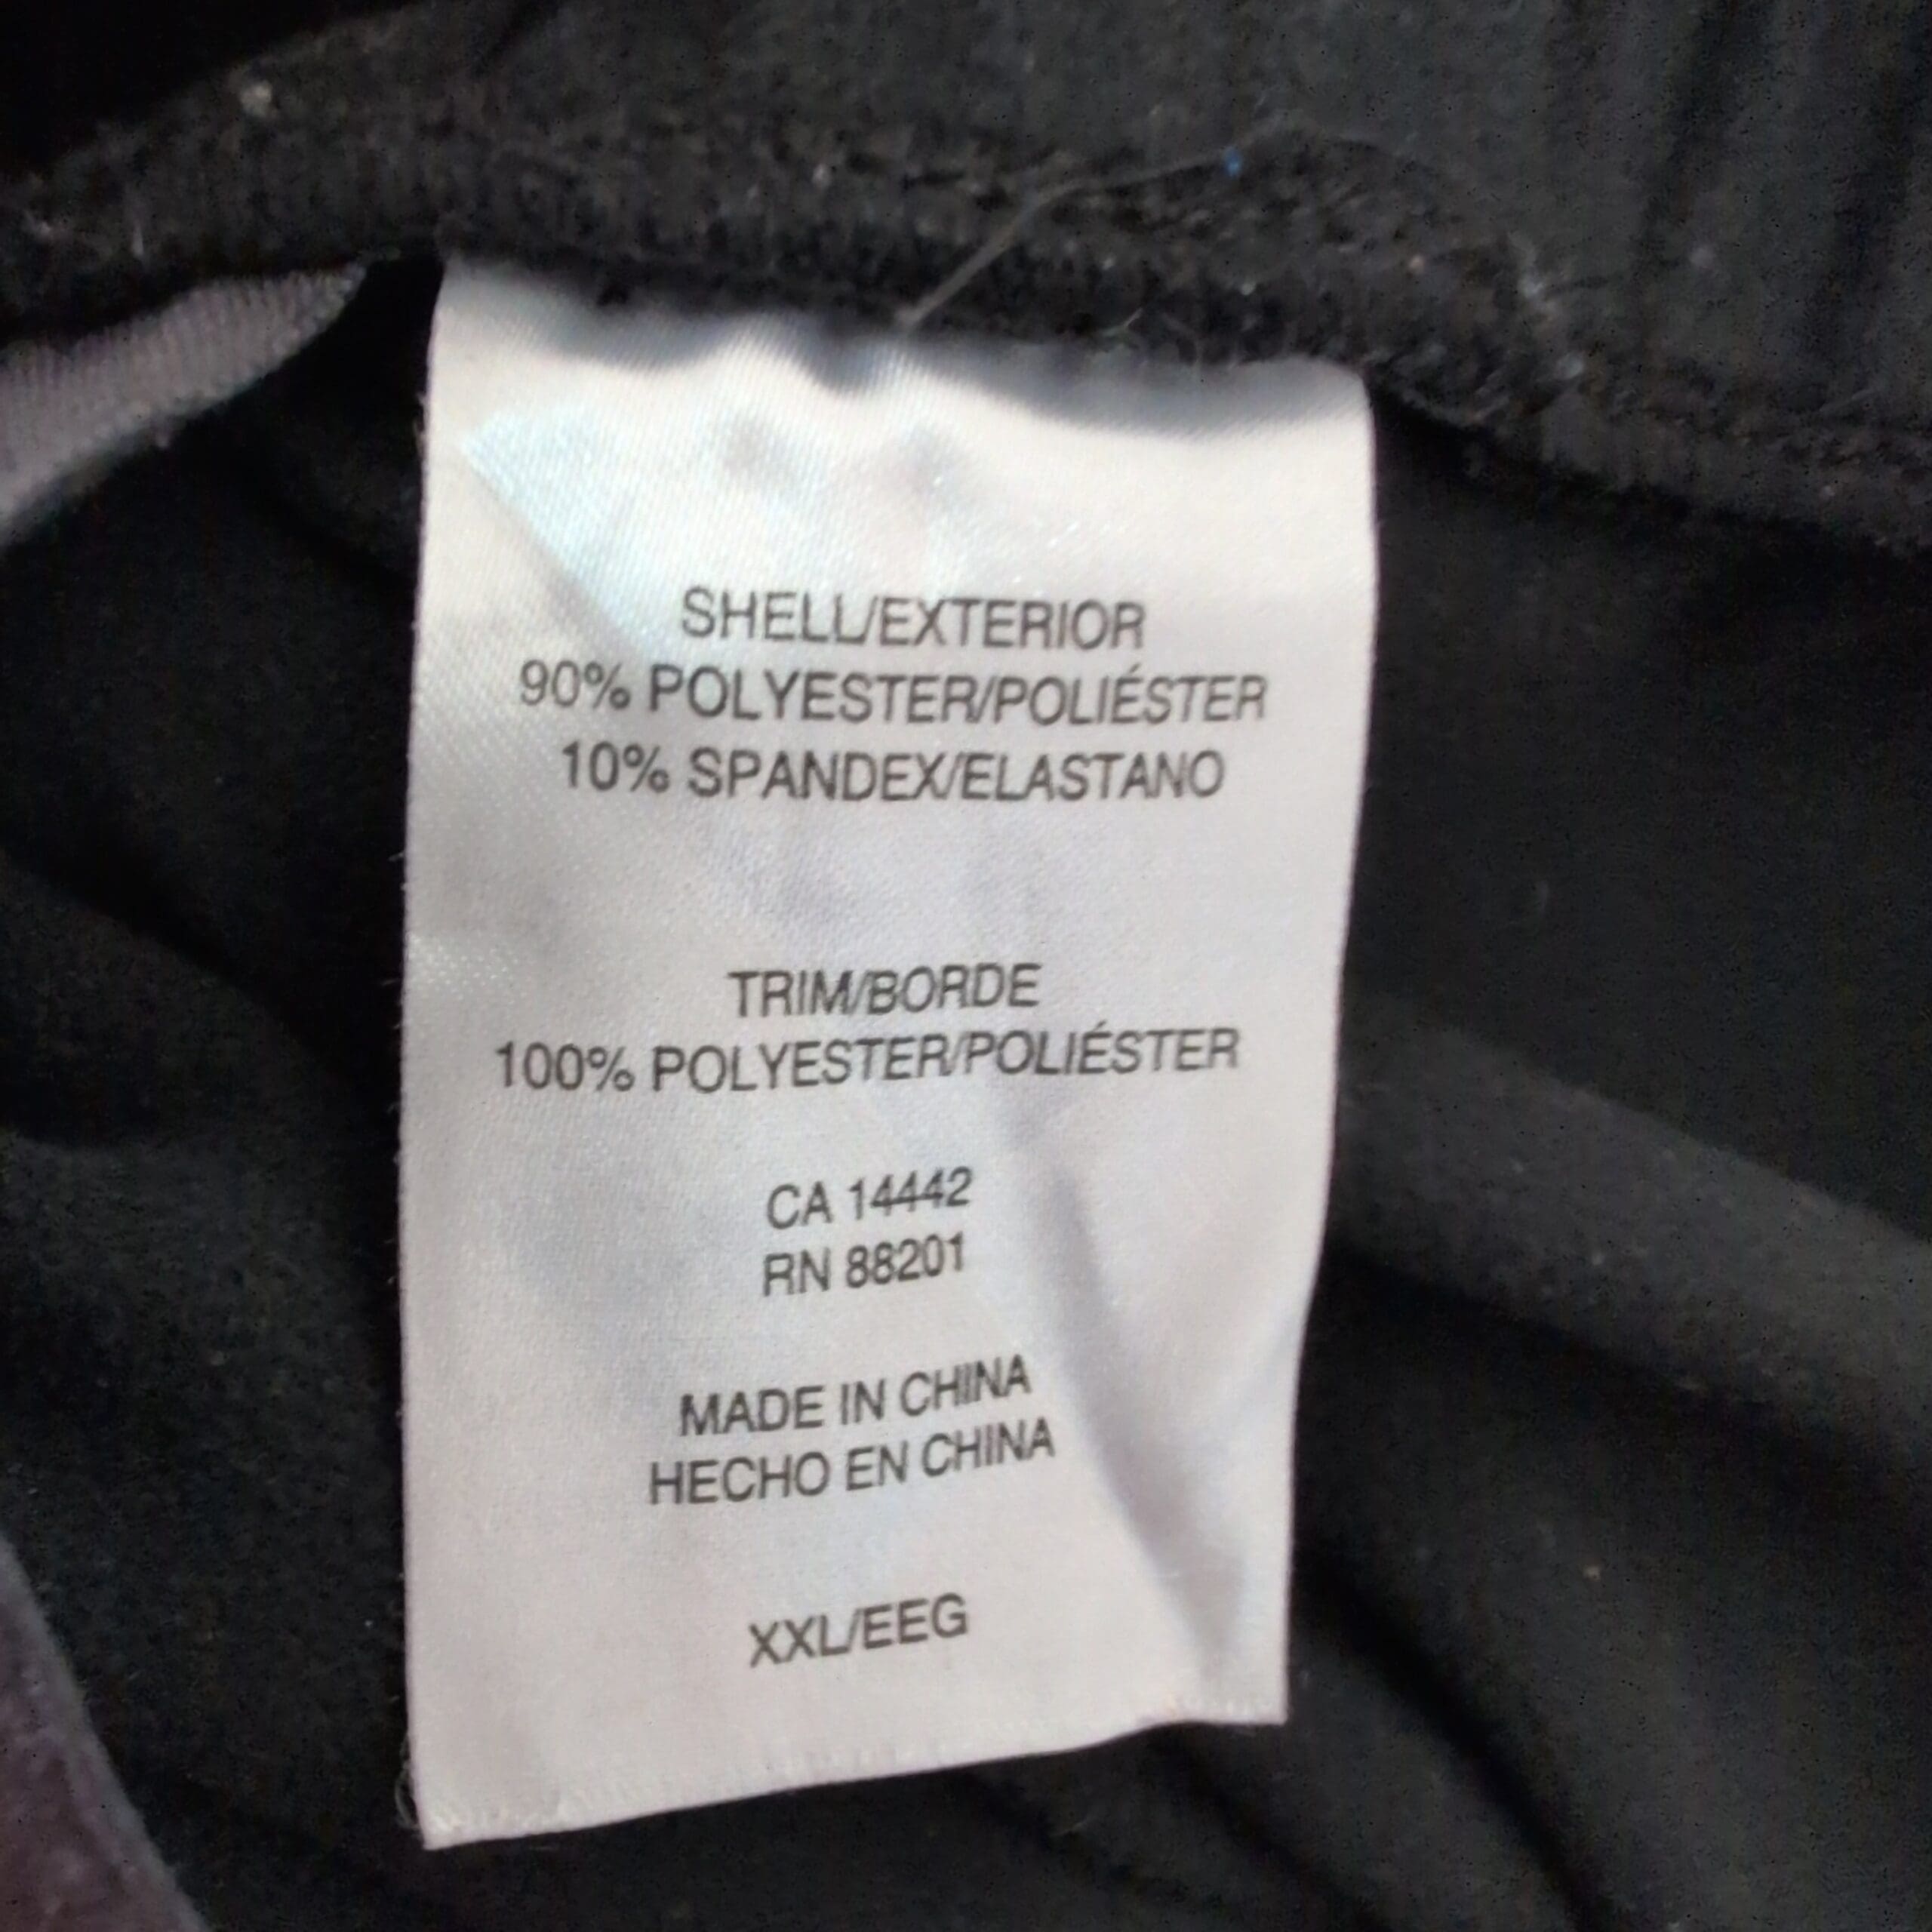 SHELL/EXTERIOR
90% POLYESTER/POLIÉSTER
10% SPANDEX/ELASTANO
TRIM/BORDE
100% POLYESTER/POLIÉSTER
CA 14442
RN 88201
MADE IN CHINA
HECHO EN CHINA
XXL/EEG